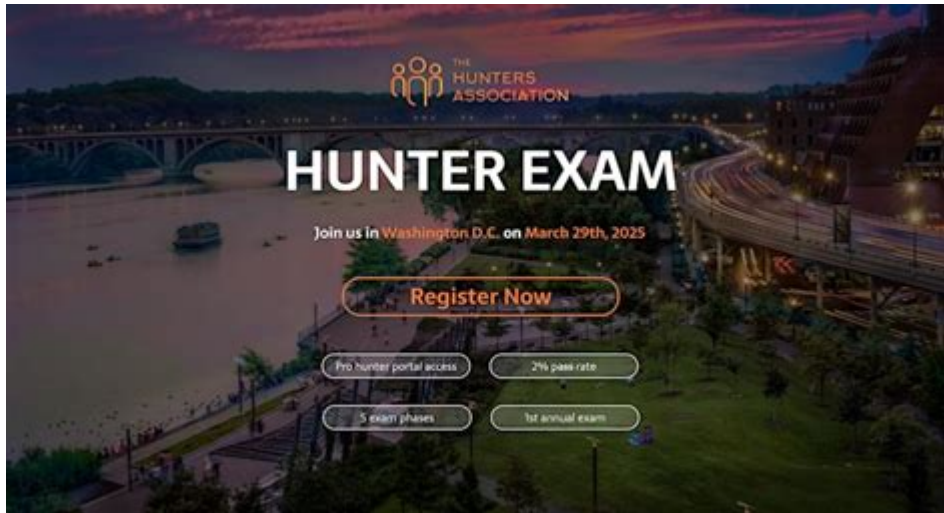 THE
HUNTERS
ASSOCIATION
HUNTER EXAM
Join us in Washington D.C. on March 29th, 2025
Register Now
Pro hunter portal access
2% pass rate
5 exam phases
1st annual exam